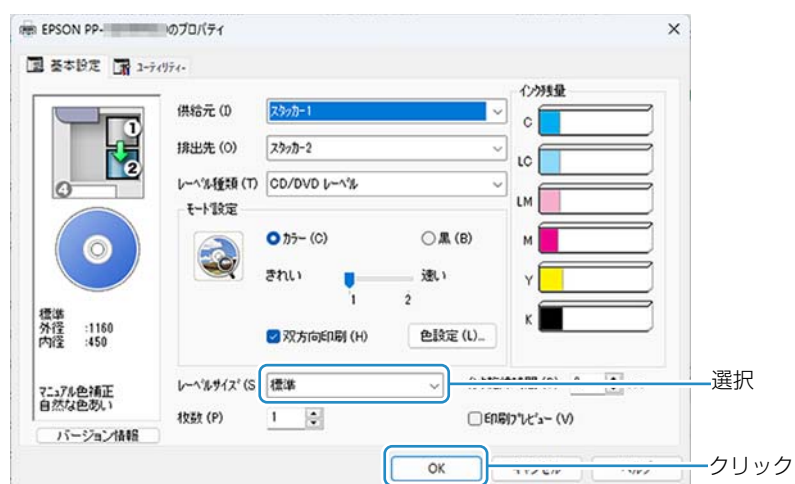 EPSON PP- のプロパティ
基本設定 ユーティリティ-
供給元 (I) スタッカー1
排出先 (O) スタッカー2
レーベル種類 (T) CD/DVD レーベル
モード設定
カラー (C) 黒 (B)
きれい 速い
1 2
双方向印刷 (H) 色設定 (L)...
レーベルサイズ (S 標準
枚数 (P) 1
印刷プレビュー (V)
1
2
4
標準
外径 :1160
内径 :450
マニュアル色補正
自然な色あい
バージョン情報
インク残量
C
LC
LM
M
Y
K
OK
選択
クリック